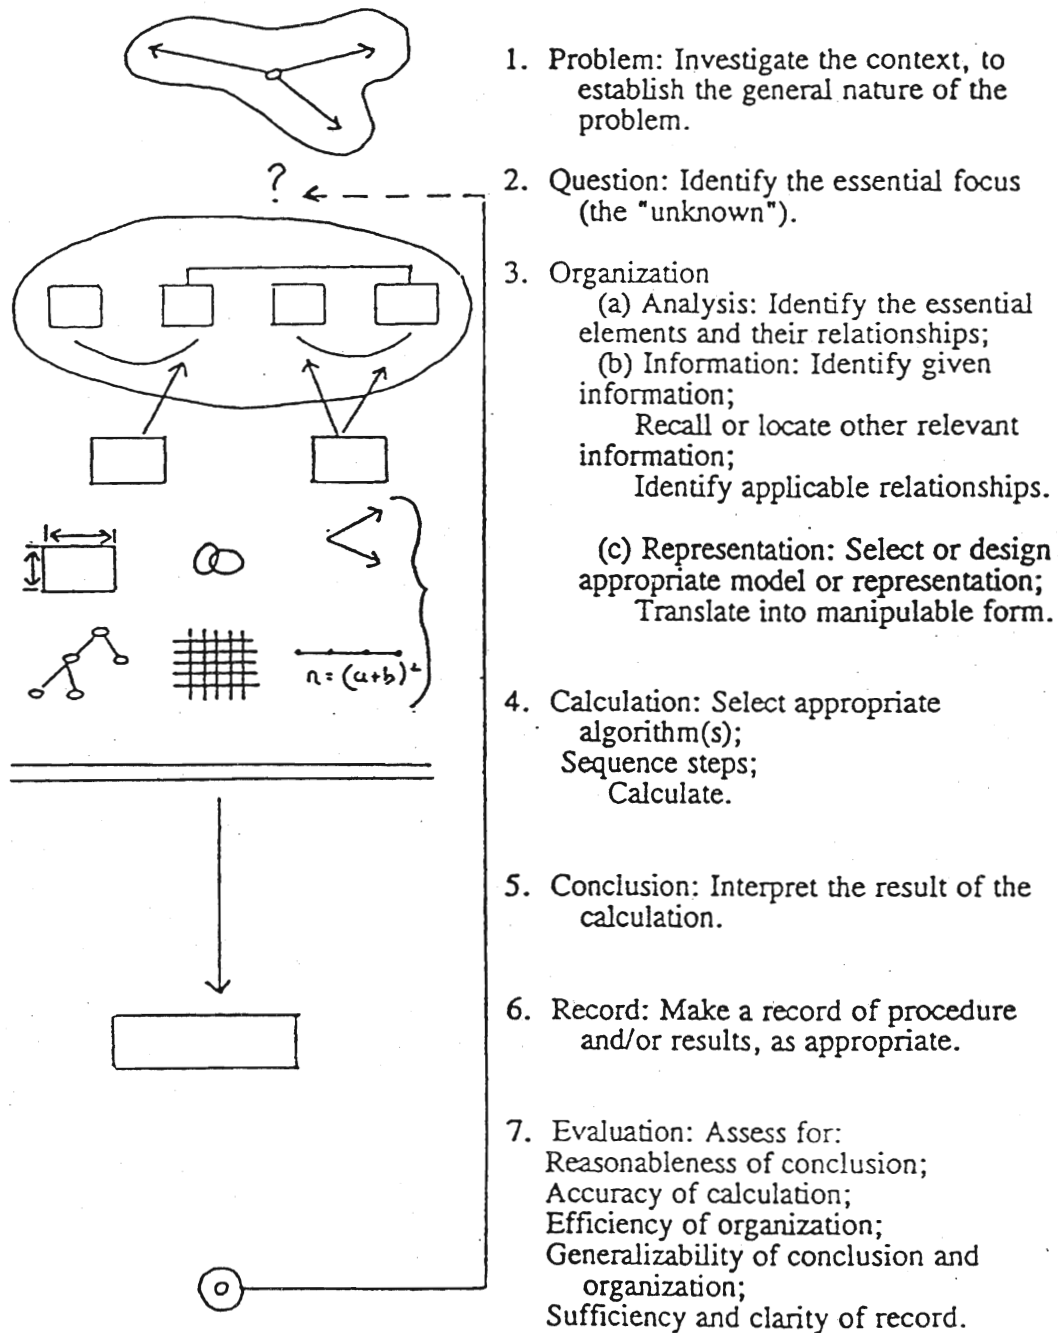 1. Problem: Investigate the context, to
establish the general nature of the
problem.
?
2. Question: Identify the essential focus
(the "unknown").
3. Organization
(a) Analysis: Identify the essential
elements and their relationships;
(b) Information: Identify given
information;
Recall or locate other relevant
information;
Identify applicable relationships.
(c) Representation: Select or design
appropriate model or representation;
Translate into manipulable form.
n = (a+b)²
4. Calculation: Select appropriate
algorithm(s);
Sequence steps;
Calculate.
5. Conclusion: Interpret the result of the
calculation.
6. Record: Make a record of procedure
and/or results, as appropriate.
7. Evaluation: Assess for:
Reasonableness of conclusion;
Accuracy of calculation;
Efficiency of organization;
Generalizability of conclusion and
organization;
Sufficiency and clarity of record.